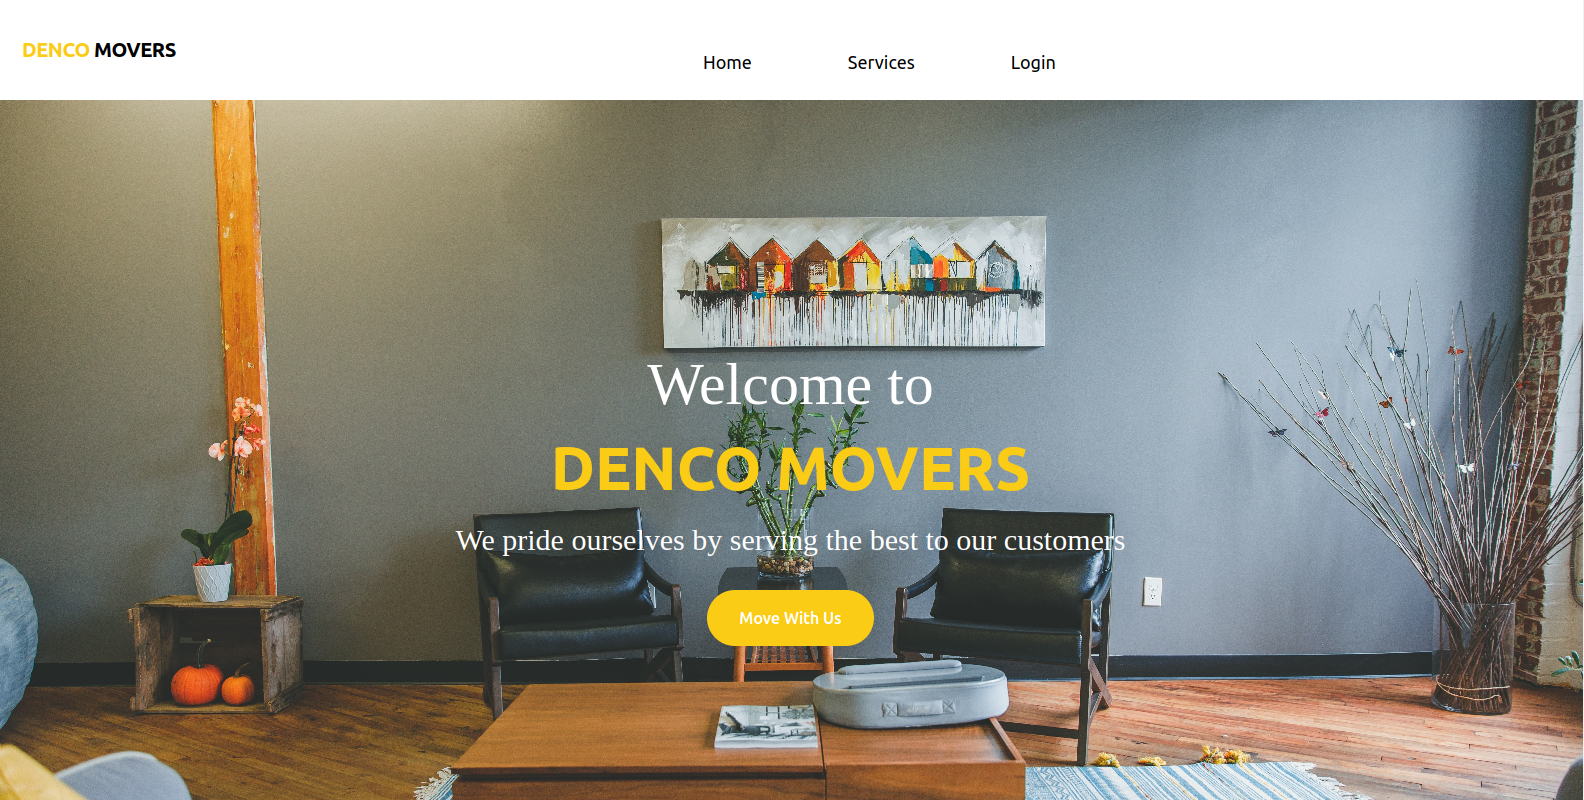 DENCO MOVERS
Home Services Login
Welcome to
DENCO MOVERS
We pride ourselves by serving the best to our customers
Move With Us